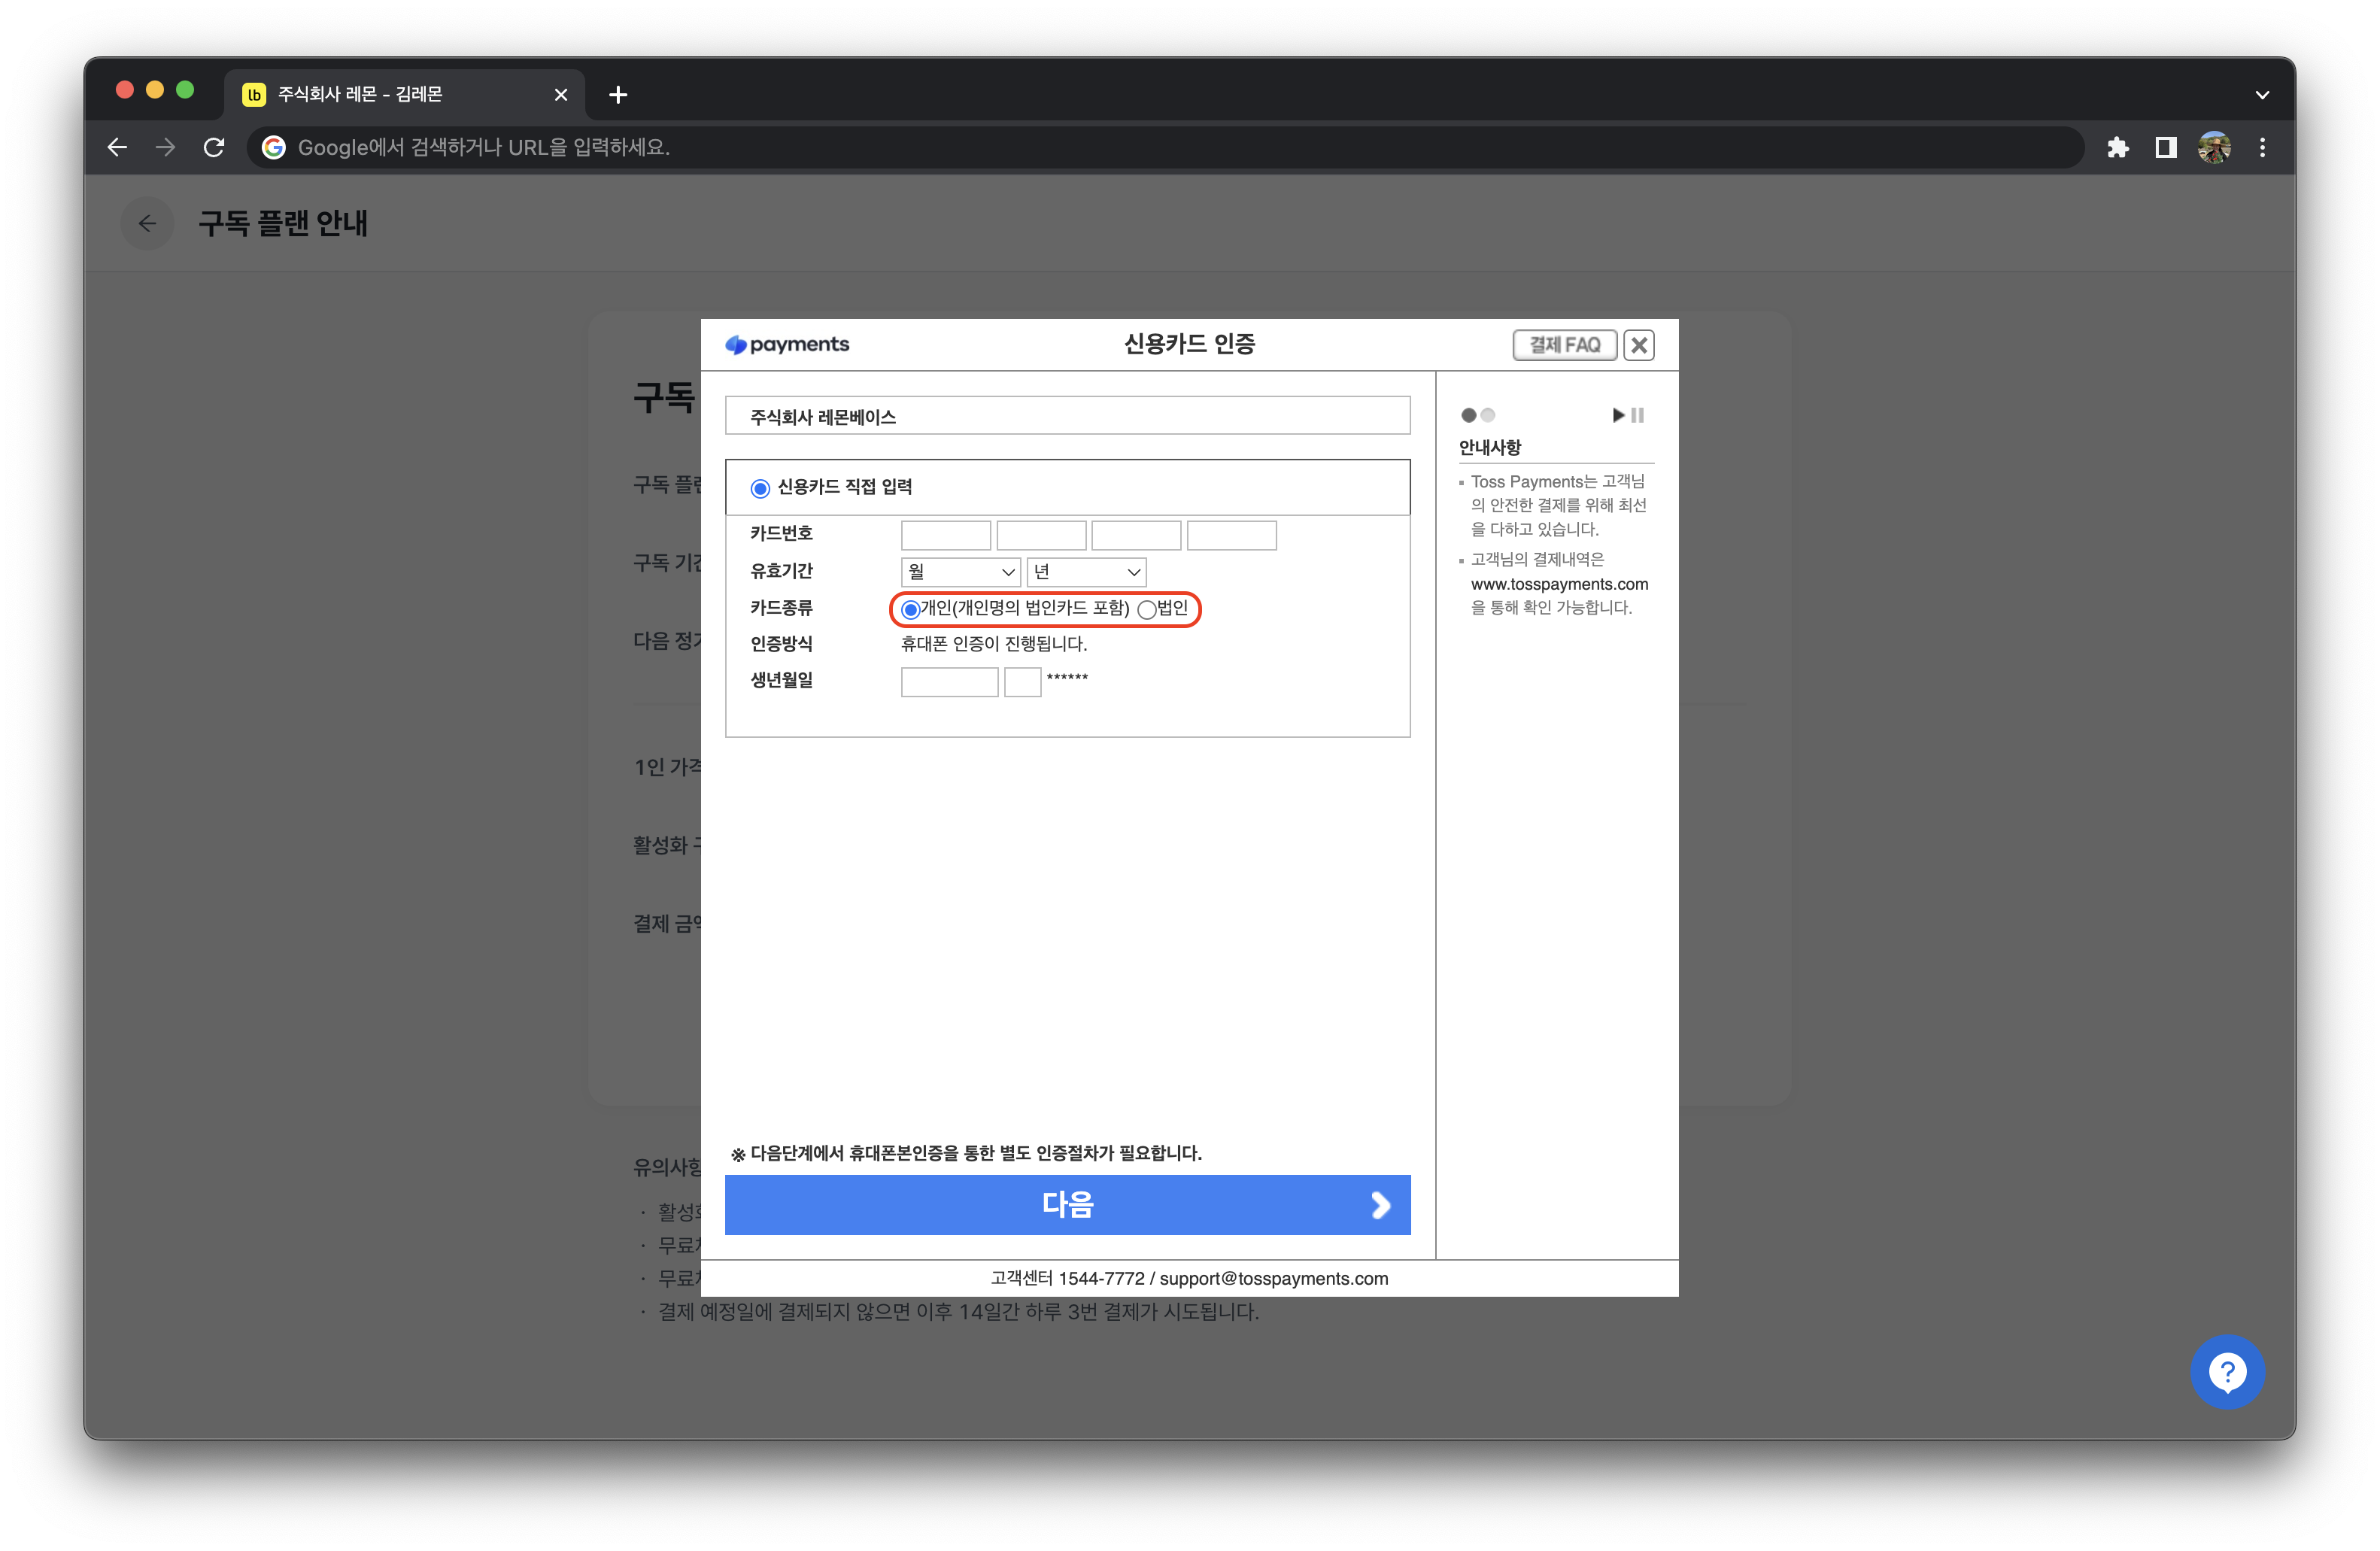 lb 주식회사 레몬 - 김레몬
Google에서 검색하거나 URL을 입력하세요.
구독 플랜 안내
payments
신용카드 인증
결제 FAQ
주식회사 레몬베이스
신용카드 직접 입력
카드번호
유효기간 월 년
카드종류 개인(개인명의 법인카드 포함) 법인
인증방식 휴대폰 인증이 진행됩니다.
생년월일 ******
※ 다음단계에서 휴대폰본인증을 통한 별도 인증절차가 필요합니다.
다음
안내사항
Toss Payments는 고객님
의 안전한 결제를 위해 최선
을 다하고 있습니다.
고객님의 결제내역은
www.tosspayments.com
을 통해 확인 가능합니다.
고객센터 1544-7772 / support@tosspayments.com
구독
구독 플랜
구독 기간
다음 정기
1인 가격
활성화
결제 금액
유의사항
· 활성화
· 무료
· 무료
· 결제 예정일에 결제되지 않으면 이후 14일간 하루 3번 결제가 시도됩니다.